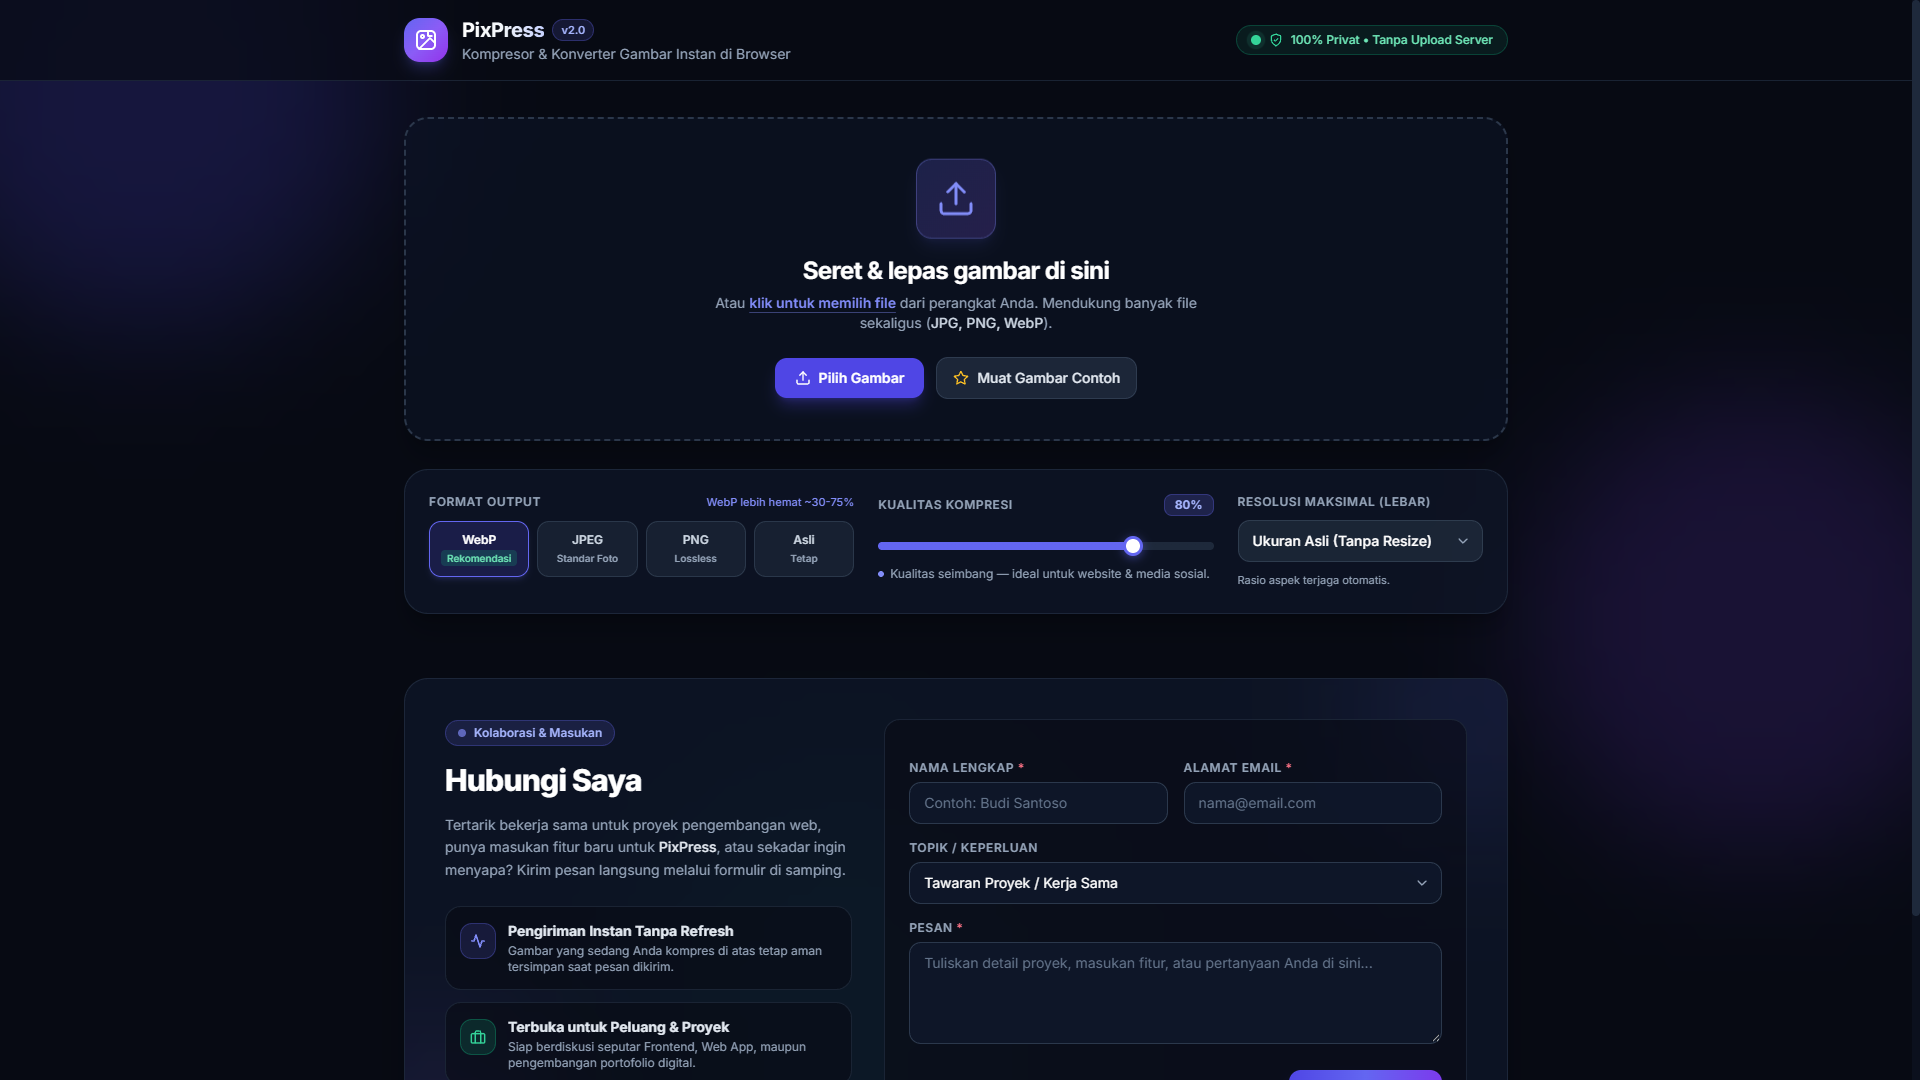 PixPress v2.0
Kompresor & Konverter Gambar Instan di Browser
100% Privat • Tanpa Upload Server
Seret & lepas gambar di sini
Atau klik untuk memilih file dari perangkat Anda. Mendukung banyak file
sekaligus (JPG, PNG, WebP).
Pilih Gambar
Muat Gambar Contoh
FORMAT OUTPUT
WebP lebih hemat ~30-75%
WebP
Rekomendasi
JPEG
Standar Foto
PNG
Lossless
Asli
Tetap
KUALITAS KOMPRESI
80%
Kualitas seimbang — ideal untuk website & media sosial.
RESOLUSI MAKSIMAL (LEBAR)
Ukuran Asli (Tanpa Resize)
Rasio aspek terjaga otomatis.
Kolaborasi & Masukan
Hubungi Saya
Tertarik bekerja sama untuk proyek pengembangan web,
punya masukan fitur baru untuk PixPress, atau sekadar ingin
menyapa? Kirim pesan langsung melalui formulir di samping.
Pengiriman Instan Tanpa Refresh
Gambar yang sedang Anda kompres di atas tetap aman
tersimpan saat pesan dikirim.
Terbuka untuk Peluang & Proyek
Siap berdiskusi seputar Frontend, Web App, maupun
pengembangan portofolio digital.
NAMA LENGKAP *
Contoh: Budi Santoso
ALAMAT EMAIL *
nama@email.com
TOPIK / KEPERLUAN
Tawaran Proyek / Kerja Sama
PESAN *
Tuliskan detail proyek, masukan fitur, atau pertanyaan Anda di sini...